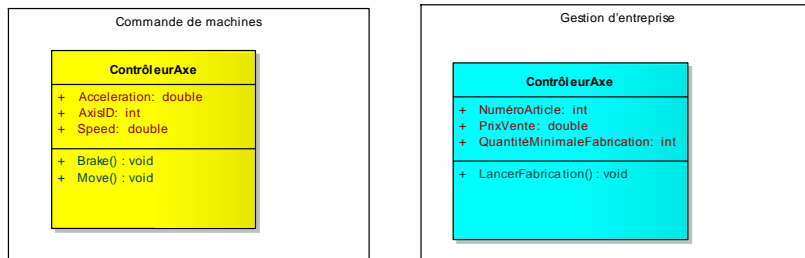 Commande de machines
ContrôleurAxe
+ Acceleration: double
+ AxisID: int
+ Speed: double
+ Brake() : void
+ Move() : void
Gestion d'entreprise
ContrôleurAxe
+ NuméroArticle: int
+ PrixVente: double
+ QuantitéMinimaleFabrication: int
+ LancerFabrication() : void